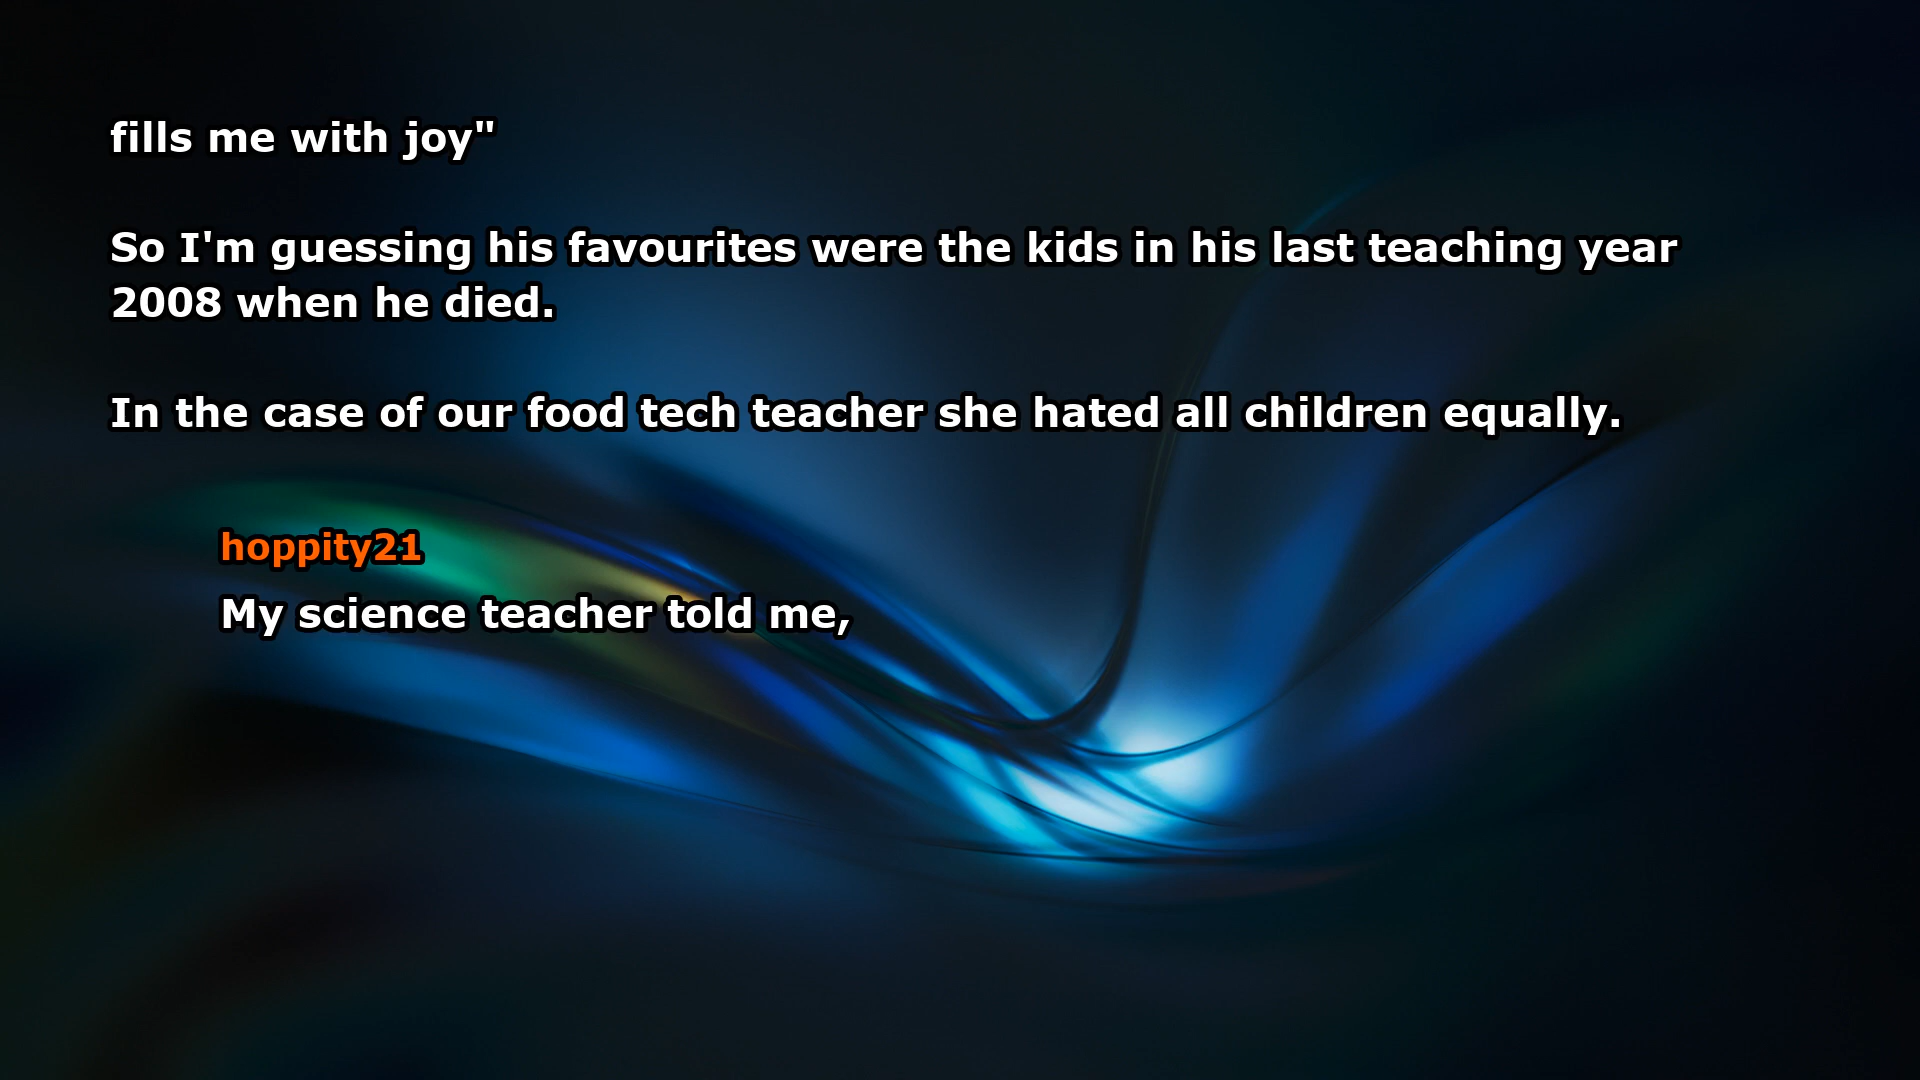 fills me with joy"
So I'm guessing his favourites were the kids in his last teaching year
2008 when he died.
In the case of our food tech teacher she hated all children equally.
hoppity21
My science teacher told me,